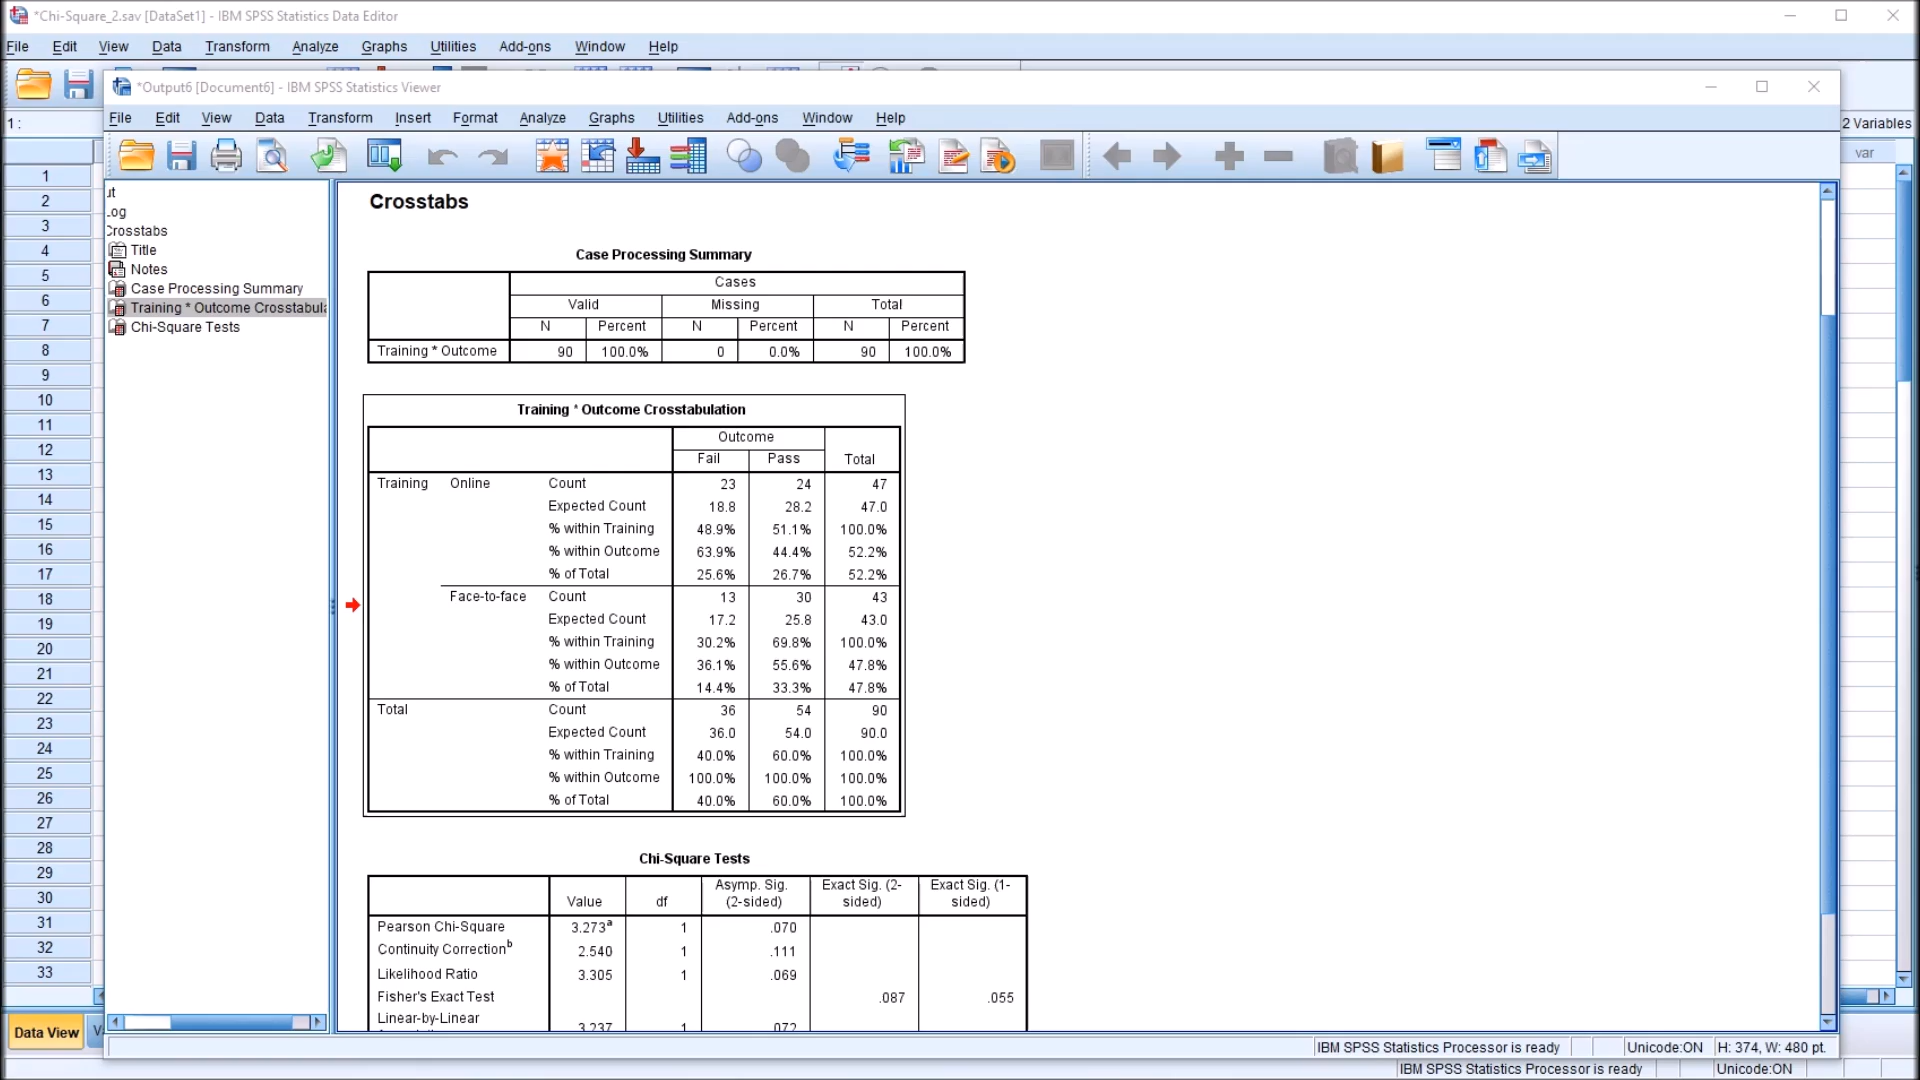 *Chi-Square_2.sav [DataSet1] - IBM SPSS Statistics Data Editor
File Edit View Data Transform Analyze Graphs Utilities Add-ons Window Help
*Output6 [Document6] - IBM SPSS Statistics Viewer
File Edit View Data Transform Insert Format Analyze Graphs Utilities Add-ons Window Help
1 :
2 Variables
var
1
2
3
4
5
6
7
8
9
10
11
12
13
14
15
16
17
18
19
20
21
22
23
24
25
26
27
28
29
30
31
32
33
Data View
Log
Crosstabs
Title
Notes
Case Processing Summary
Training * Outcome Crosstabula
Chi-Square Tests
Crosstabs
Case Processing Summary
Cases
Valid Missing Total
N Percent N Percent N Percent
Training * Outcome 90 100.0% 0 0.0% 90 100.0%
Training * Outcome Crosstabulation
Outcome
Fail Pass Total
Training Online Count 23 24 47
Expected Count 18.8 28.2 47.0
% within Training 48.9% 51.1% 100.0%
% within Outcome 63.9% 44.4% 52.2%
% of Total 25.6% 26.7% 52.2%
Face-to-face Count 13 30 43
Expected Count 17.2 25.8 43.0
% within Training 30.2% 69.8% 100.0%
% within Outcome 36.1% 55.6% 47.8%
% of Total 14.4% 33.3% 47.8%
Total Count 36 54 90
Expected Count 36.0 54.0 90.0
% within Training 40.0% 60.0% 100.0%
% within Outcome 100.0% 100.0% 100.0%
% of Total 40.0% 60.0% 100.0%
Chi-Square Tests
Value df Asymp. Sig. (2-sided) Exact Sig. (2-sided) Exact Sig. (1-sided)
Pearson Chi-Square 3.273a 1 .070
Continuity Correctionb 2.540 1 .111
Likelihood Ratio 3.305 1 .069
Fisher's Exact Test .087 .055
Linear-by-Linear
3.237 1 .072
IBM SPSS Statistics Processor is ready Unicode:ON H: 374, W: 480 pt.
IBM SPSS Statistics Processor is ready Unicode:ON